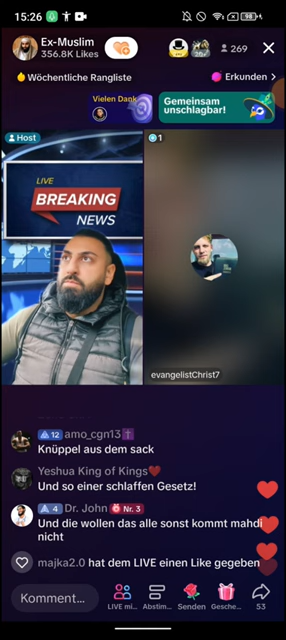 15:26
98
Ex-Muslim
356.8K Likes
269
Wöchentliche Rangliste
Erkunden >
Vielen Dank
Gemeinsam
unschlagbar!
Host
1
LIVE
BREAKING
NEWS
evangelistChrist7
12 amo_cgn13
Knüppel aus dem sack
Yeshua King of Kings
Und so einer schlaffen Gesetz!
4 Dr. John Nr. 3
Und die wollen das alle sonst kommt mahdi
nicht
majka2.0 hat dem LIVE einen Like gegeben
Komment...
LIVE mi...
Abstim...
Senden
Gesche...
53